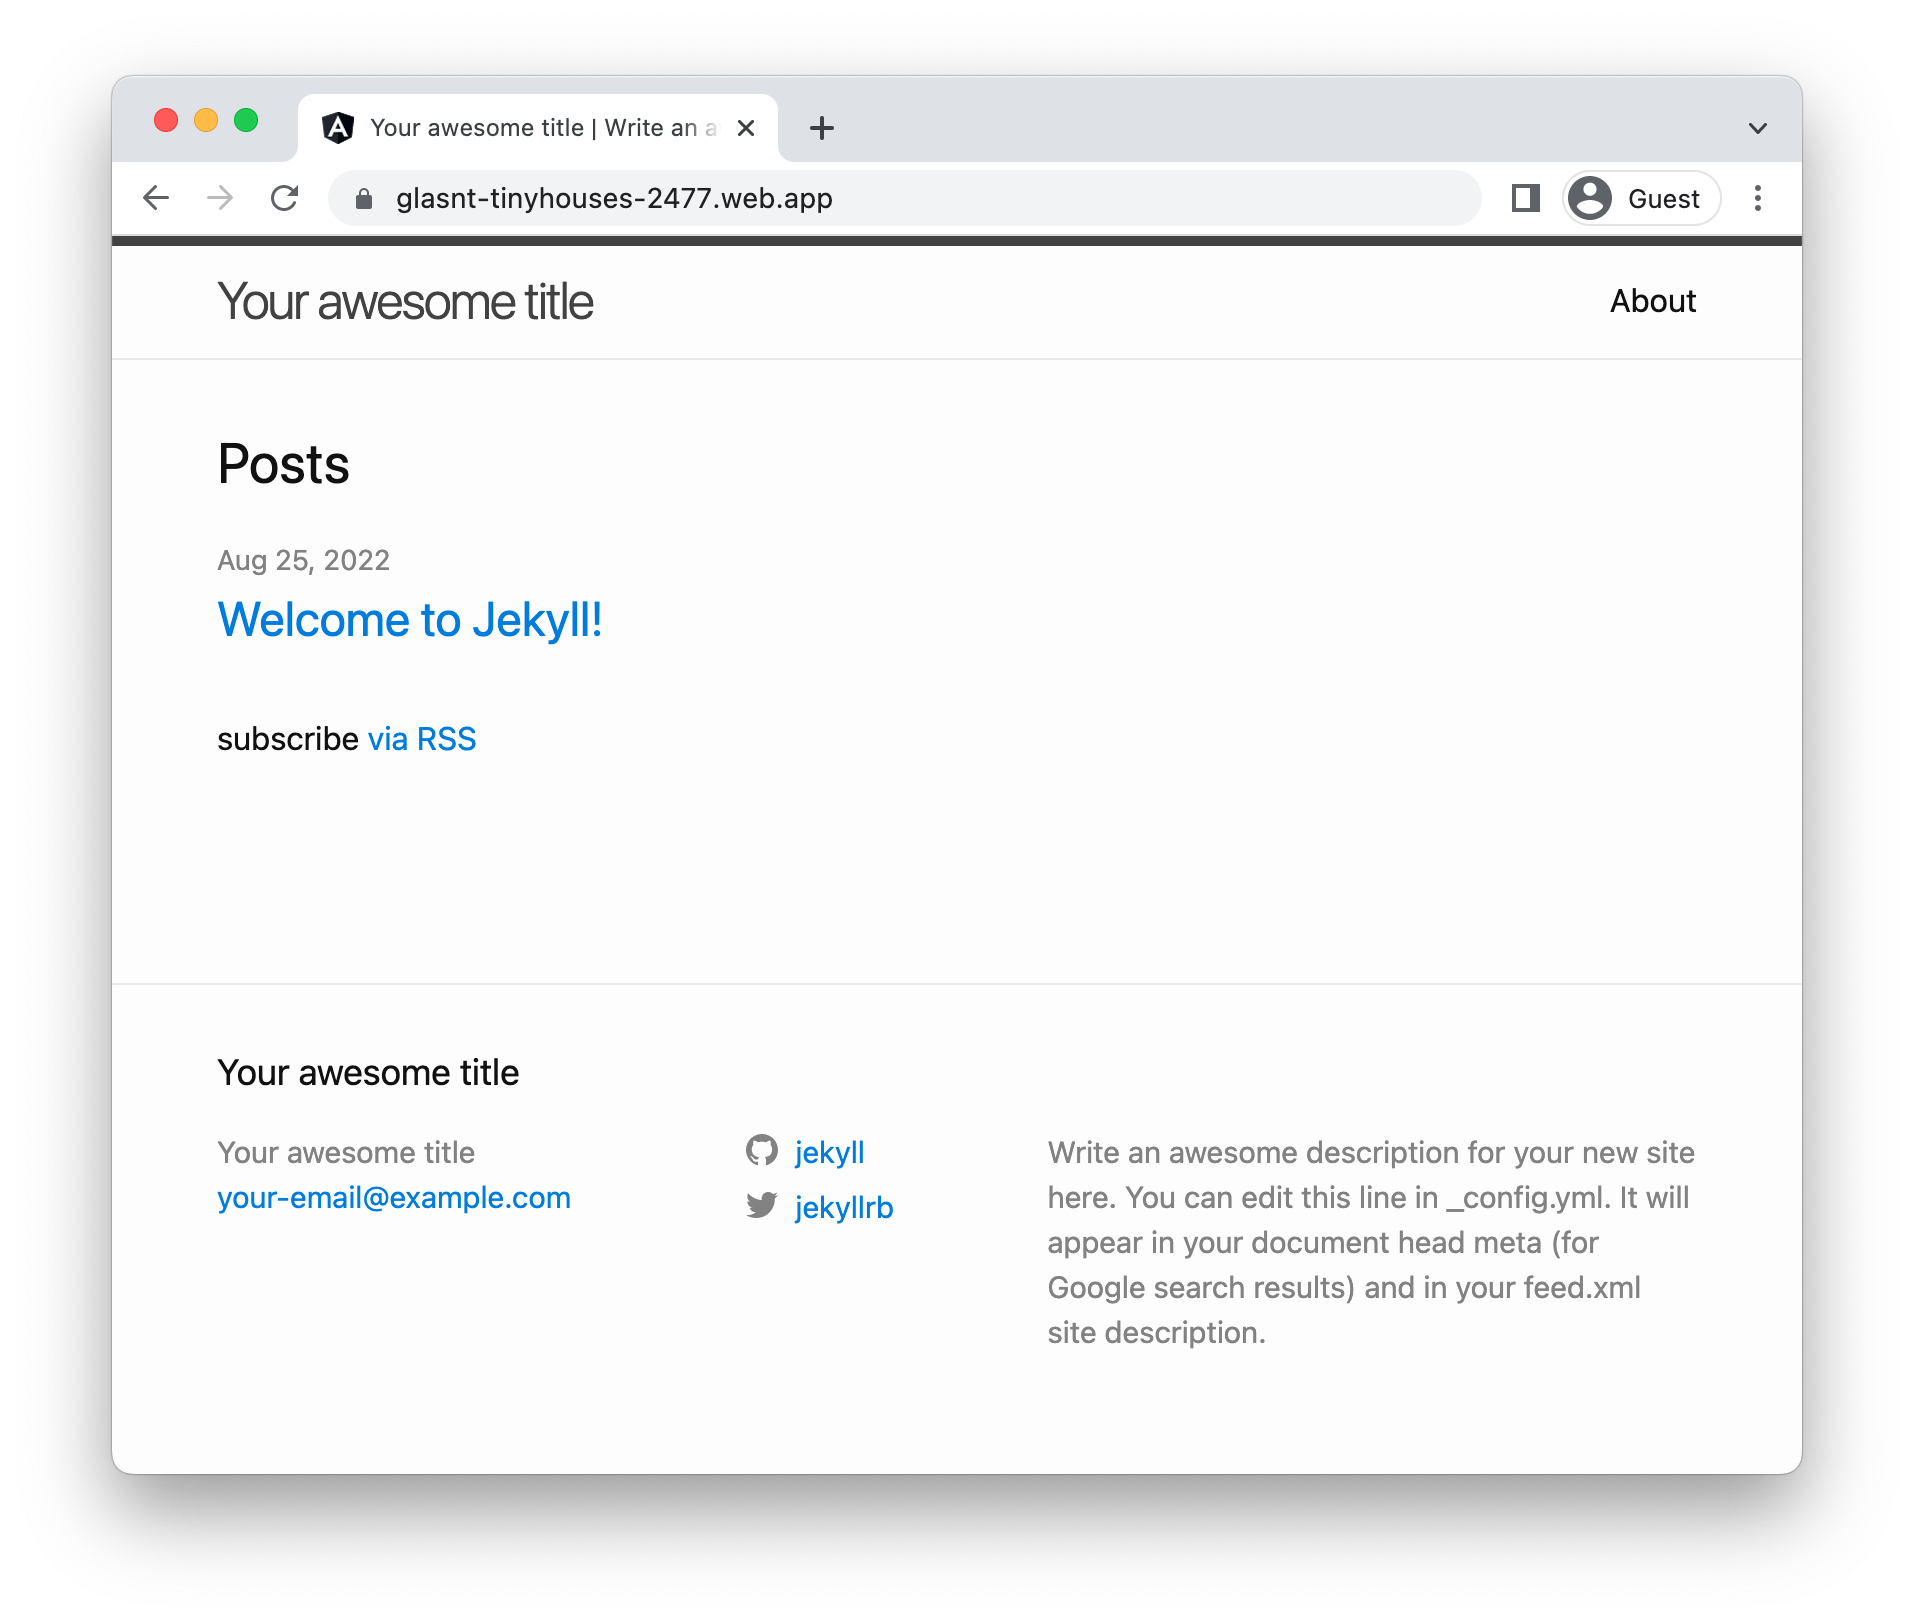 Your awesome title | Write an a
glasnt-tinyhouses-2477.web.app
Guest
Your awesome title
About
Posts
Aug 25, 2022
Welcome to Jekyll!
subscribe via RSS
Your awesome title
Your awesome title
your-email@example.com
jekyll
jekyllrb
Write an awesome description for your new site
here. You can edit this line in _config.yml. It will
appear in your document head meta (for
Google search results) and in your feed.xml
site description.